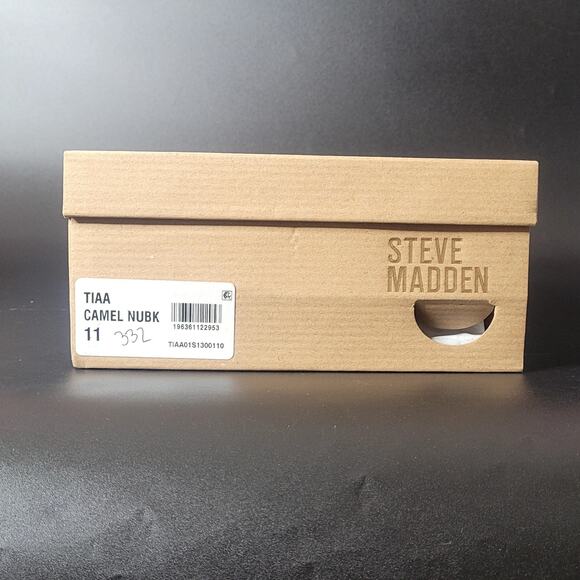 STEVE
MADDEN
TIAA
CAMEL NUBK
11 332
196361122953
TIAA01S1300110